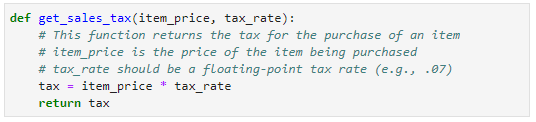 def get_sales_tax(item_price, tax_rate):
    # This function returns the tax for the purchase of an item
    # item_price is the price of the item being purchased
    # tax_rate should be a floating-point tax rate (e.g., .07)
    tax = item_price * tax_rate
    return tax